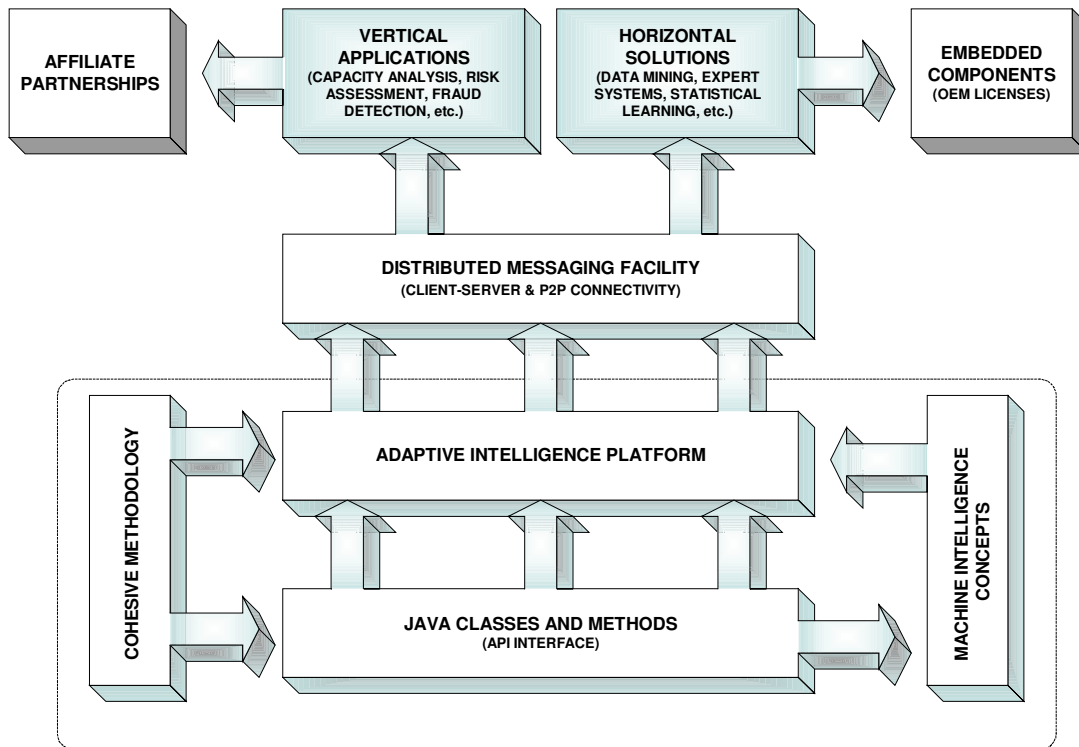 AFFILIATE
PARTNERSHIPS
VERTICAL
APPLICATIONS
(CAPACITY ANALYSIS, RISK
ASSESSMENT, FRAUD
DETECTION, etc.)
HORIZONTAL
SOLUTIONS
(DATA MINING, EXPERT
SYSTEMS, STATISTICAL
LEARNING, etc.)
EMBEDDED
COMPONENTS
(OEM LICENSES)
DISTRIBUTED MESSAGING FACILITY
(CLIENT-SERVER & P2P CONNECTIVITY)
COHESIVE METHODOLOGY
ADAPTIVE INTELLIGENCE PLATFORM
MACHINE INTELLIGENCE
CONCEPTS
JAVA CLASSES AND METHODS
(API INTERFACE)